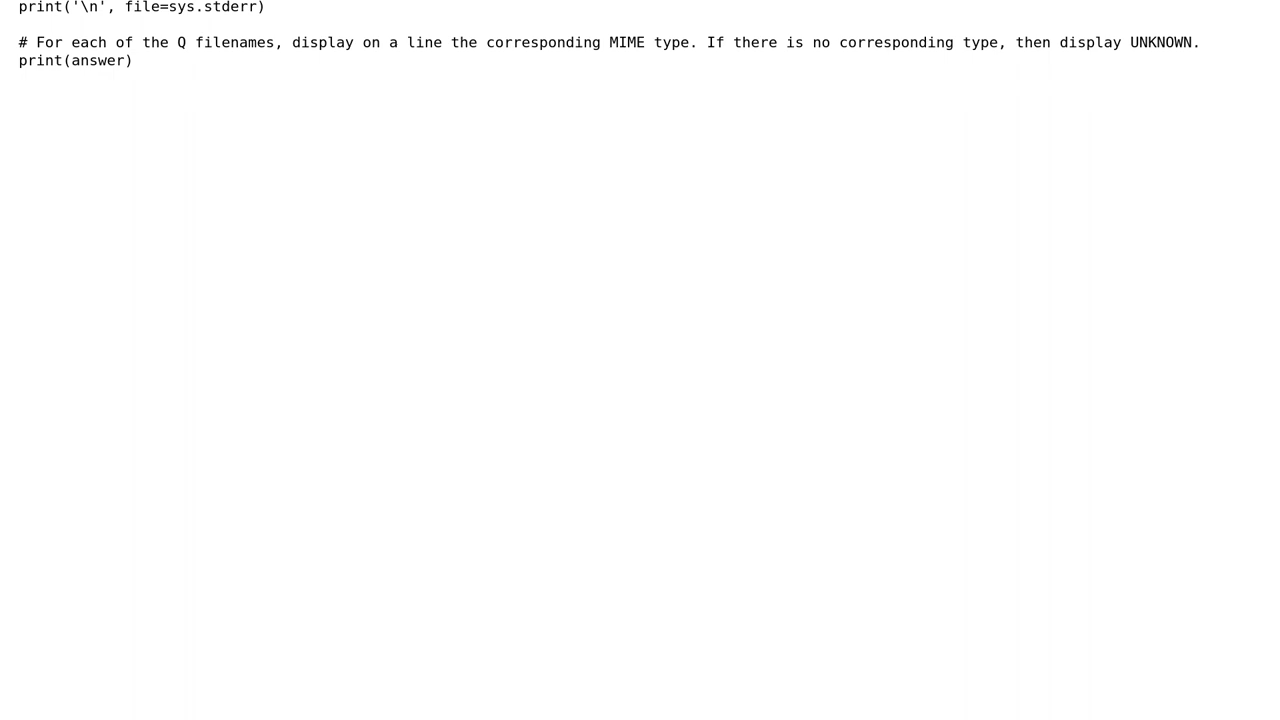 print('\n', file=sys.stderr)
# For each of the Q filenames, display on a line the corresponding MIME type. If there is no corresponding type, then display UNKNOWN.
print(answer)